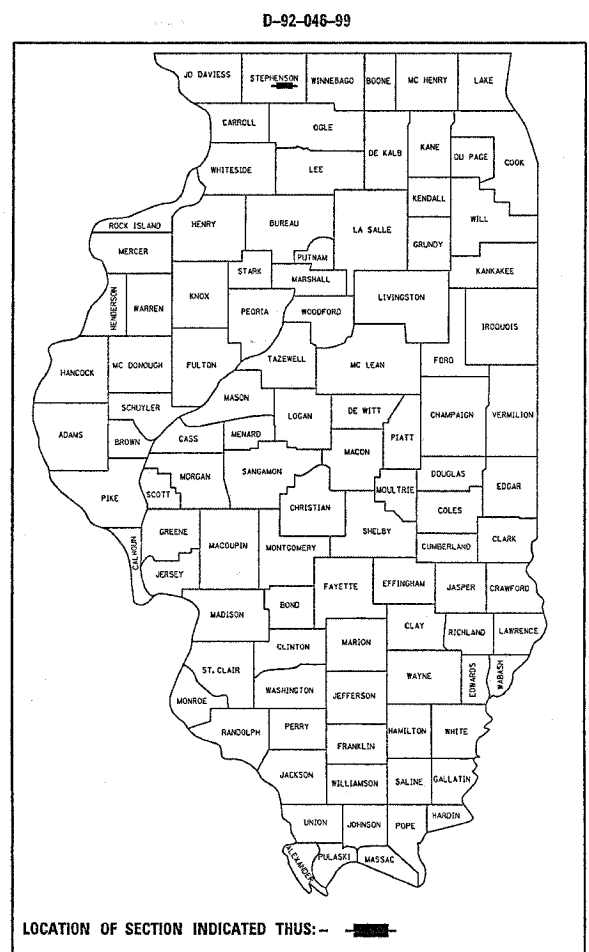 D-92-046-99
JO DAVIESS STEPHENSON WINNEBAGO BOONE MC HENRY LAKE
CARROLL OGLE
DE KALB KANE DU PAGE COOK
WHITESIDE LEE
KENDALL
WILL
ROCK ISLAND HENRY BUREAU LA SALLE
GRUNDY
MERCER PUTNAM
STARK MARSHALL KANKAKEE
HENDERSON WARREN KNOX LIVINGSTON
PEORIA WOODFORD
IROQUOIS
HANCOCK MC DONOUGH FULTON TAZEWELL MC LEAN FORD
MASON
SCHUYLER LOGAN DE WITT CHAMPAIGN VERMILION
ADAMS BROWN CASS MENARD PIATT
MACON
MORGAN SANGAMON DOUGLAS
PIKE SCOTT MOULTRIE EDGAR
CHRISTIAN COLES
GREENE SHELBY
CALHOUN MACOUPIN MONTGOMERY CUMBERLAND CLARK
JERSEY
FAYETTE EFFINGHAM JASPER CRAWFORD
MADISON BOND
CLAY RICHLAND LAWRENCE
CLINTON MARION
ST. CLAIR WAYNE EDWARDS WABASH
WASHINGTON JEFFERSON
MONROE
RANDOLPH PERRY HAMILTON WHITE
FRANKLIN
JACKSON WILLIAMSON SALINE GALLATIN
HARDIN
UNION JOHNSON POPE
ALEXANDER PULASKI MASSAC
LOCATION OF SECTION INDICATED THUS:-